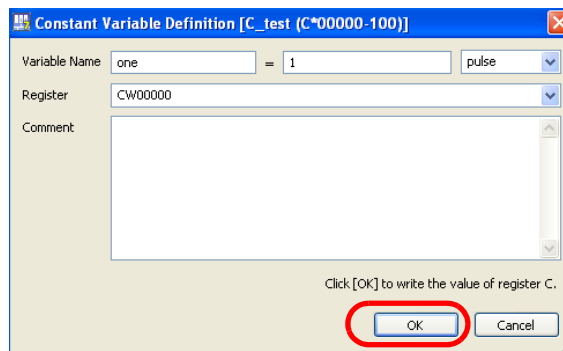 Constant Variable Definition [C_test (C*00000-100)]
Variable Name one = 1 pulse
Register CW00000
Comment
Click [OK] to write the value of register C.
OK Cancel